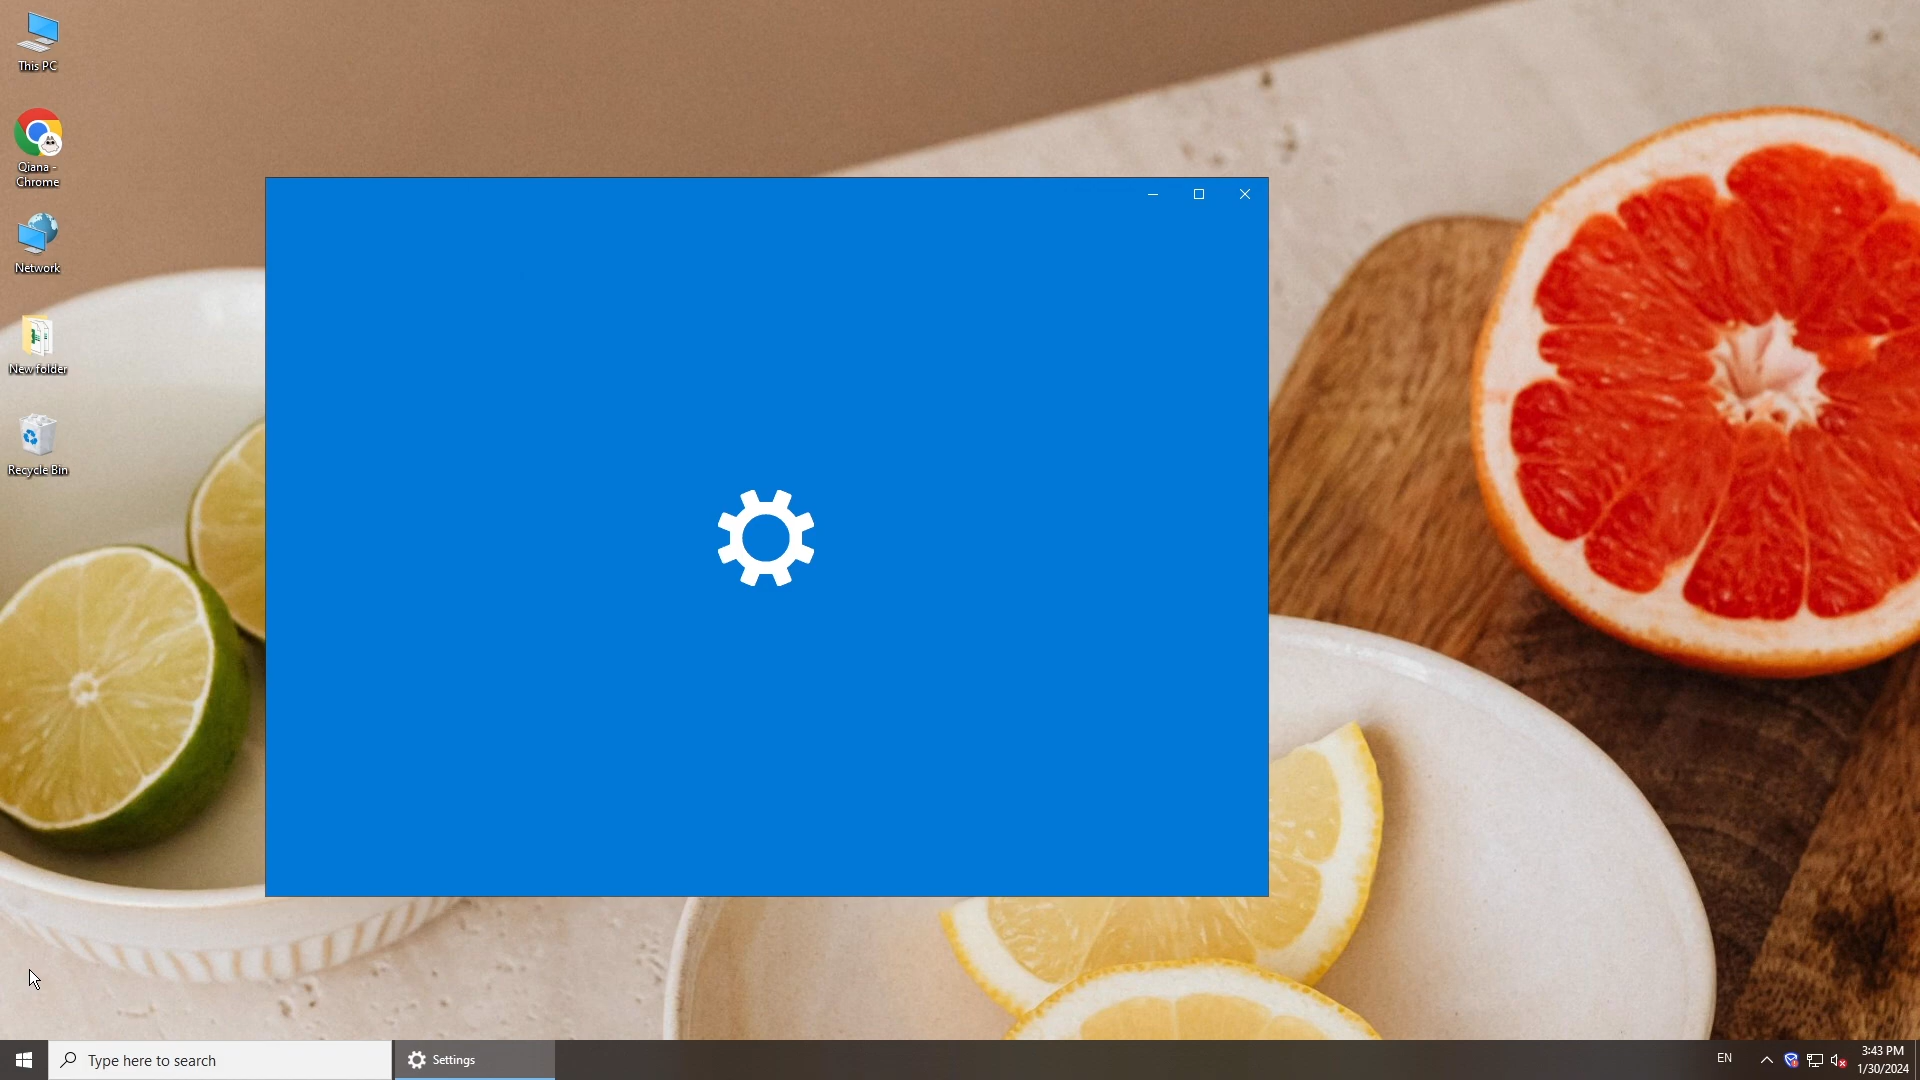 This PC
Qiana -
Chrome
Network
New folder
Recycle Bin
Type here to search
Settings
EN
3:43 PM
1/30/2024